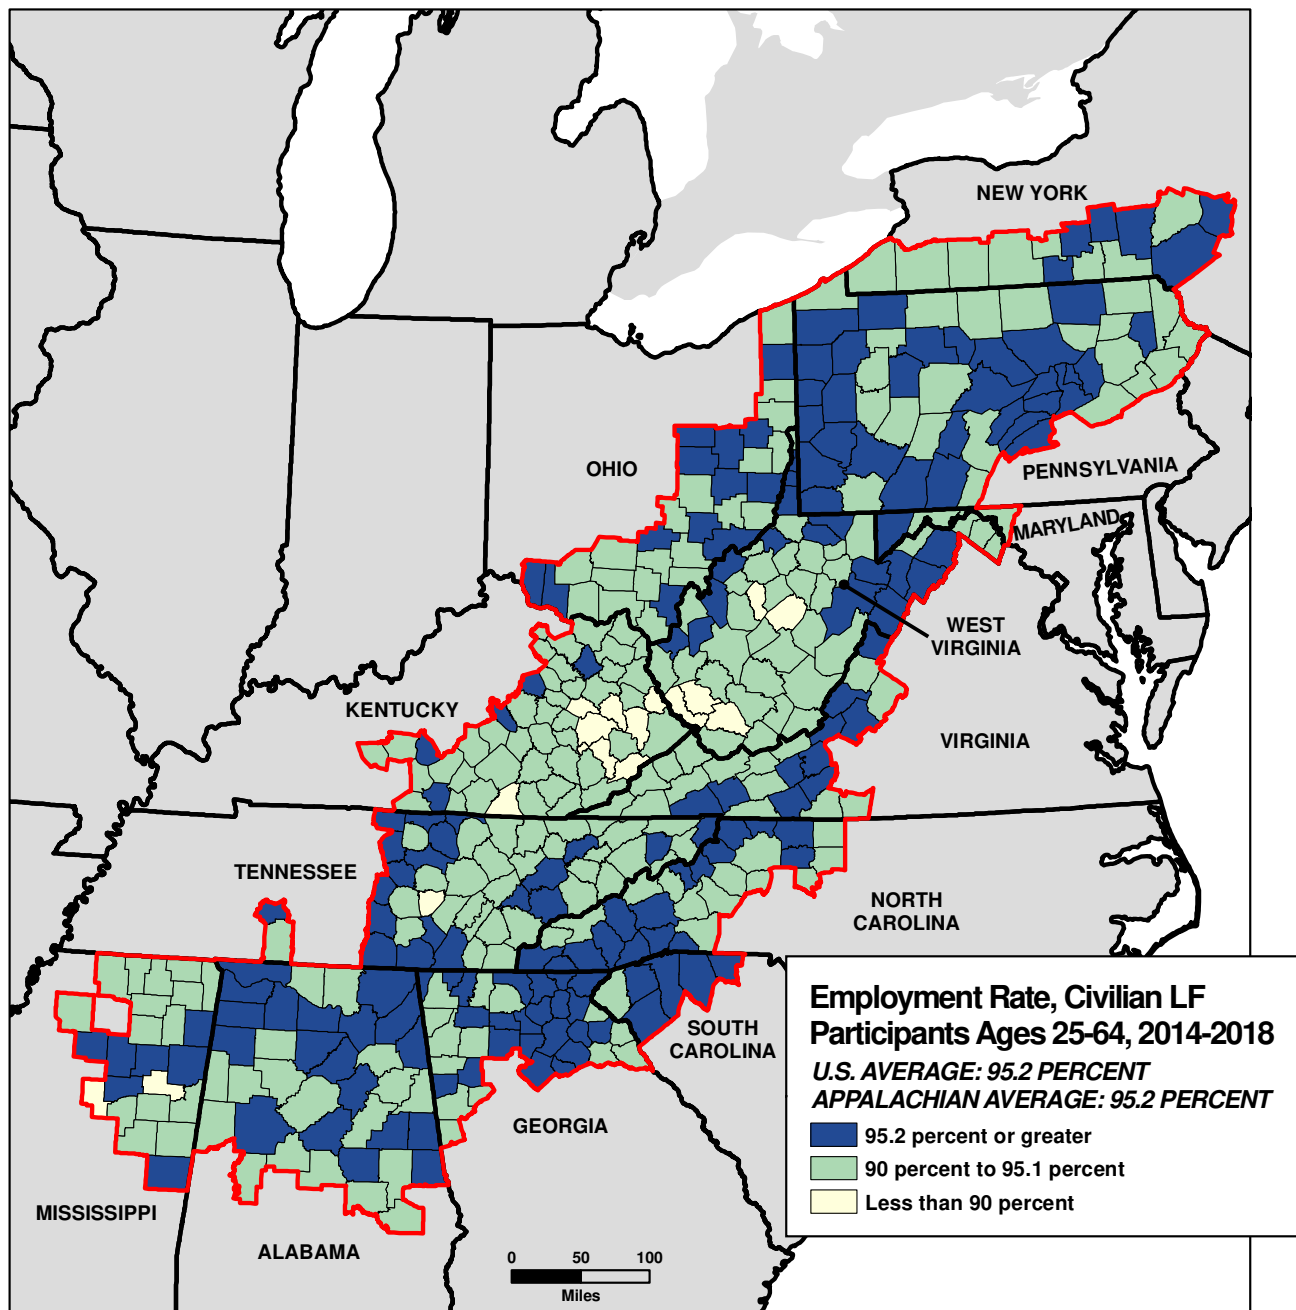 NEW YORK
OHIO
PENNSYLVANIA
MARYLAND
WEST
VIRGINIA
KENTUCKY
VIRGINIA
TENNESSEE
NORTH
CAROLINA
SOUTH
CAROLINA
GEORGIA
MISSISSIPPI
ALABAMA
Employment Rate, Civilian LF
Participants Ages 25-64, 2014-2018
U.S. AVERAGE: 95.2 PERCENT
APPALACHIAN AVERAGE: 95.2 PERCENT
95.2 percent or greater
90 percent to 95.1 percent
Less than 90 percent
0 50 100
Miles